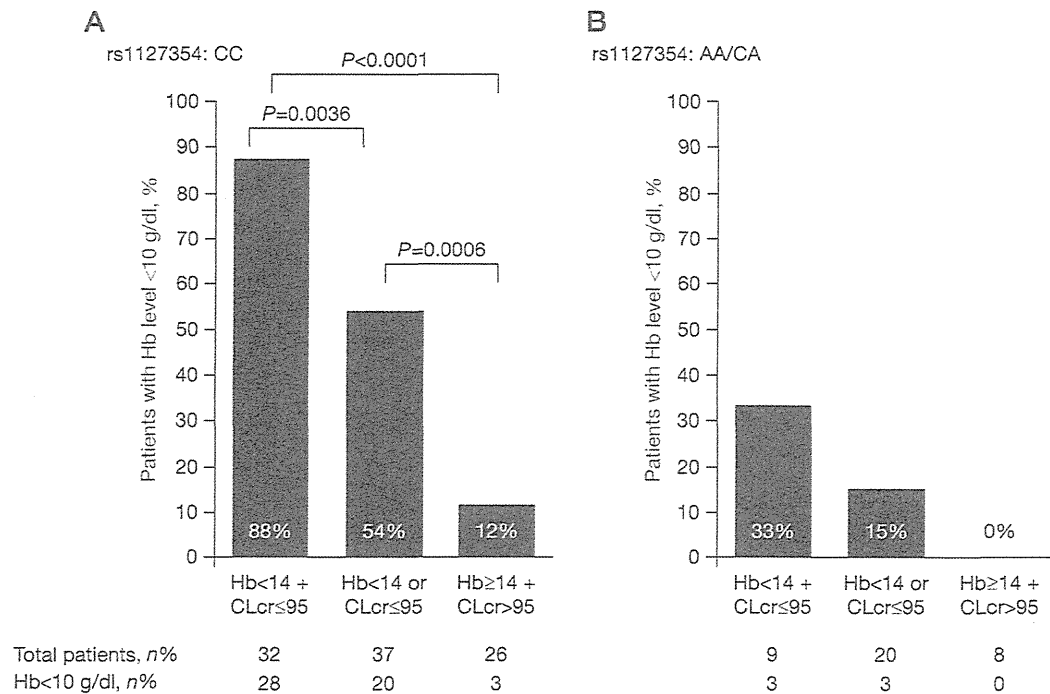 A
rs1127354: CC
P<0.0001
P=0.0036
P=0.0006
Patients with Hb level <10 g/dl, %
100
90
80
70
60
50
40
30
20
10
0
88%
54%
12%
Hb<14 +
CLcr≤95
Hb<14 or
CLcr≤95
Hb≥14 +
CLcr>95
B
rs1127354: AA/CA
Patients with Hb level <10 g/dl, %
100
90
80
70
60
50
40
30
20
10
0
33%
15%
0%
Hb<14 +
CLcr≤95
Hb<14 or
CLcr≤95
Hb≥14 +
CLcr>95
Total patients, n% 32 37 26 9 20 8
Hb<10 g/dl, n% 28 20 3 3 3 0